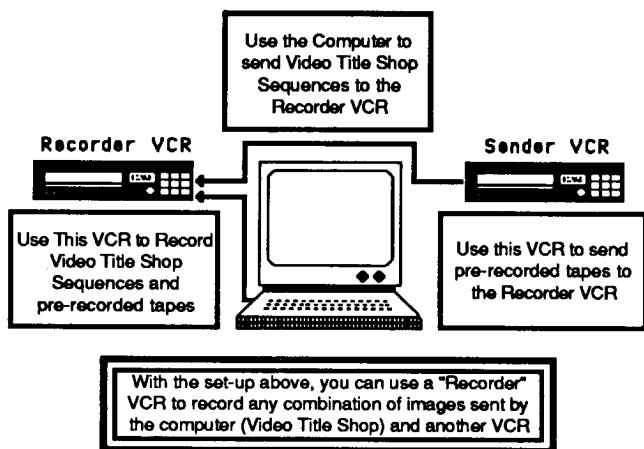 Use the Computer to
send Video Title Shop
Sequences to the
Recorder VCR
Recorder VCR
Sender VCR
Use This VCR to Record
Video Title Shop
Sequences and
pre-recorded tapes
Use this VCR to send
pre-recorded tapes to
the Recorder VCR
With the set-up above, you can use a "Recorder"
VCR to record any combination of images sent by
the computer (Video Title Shop) and another VCR